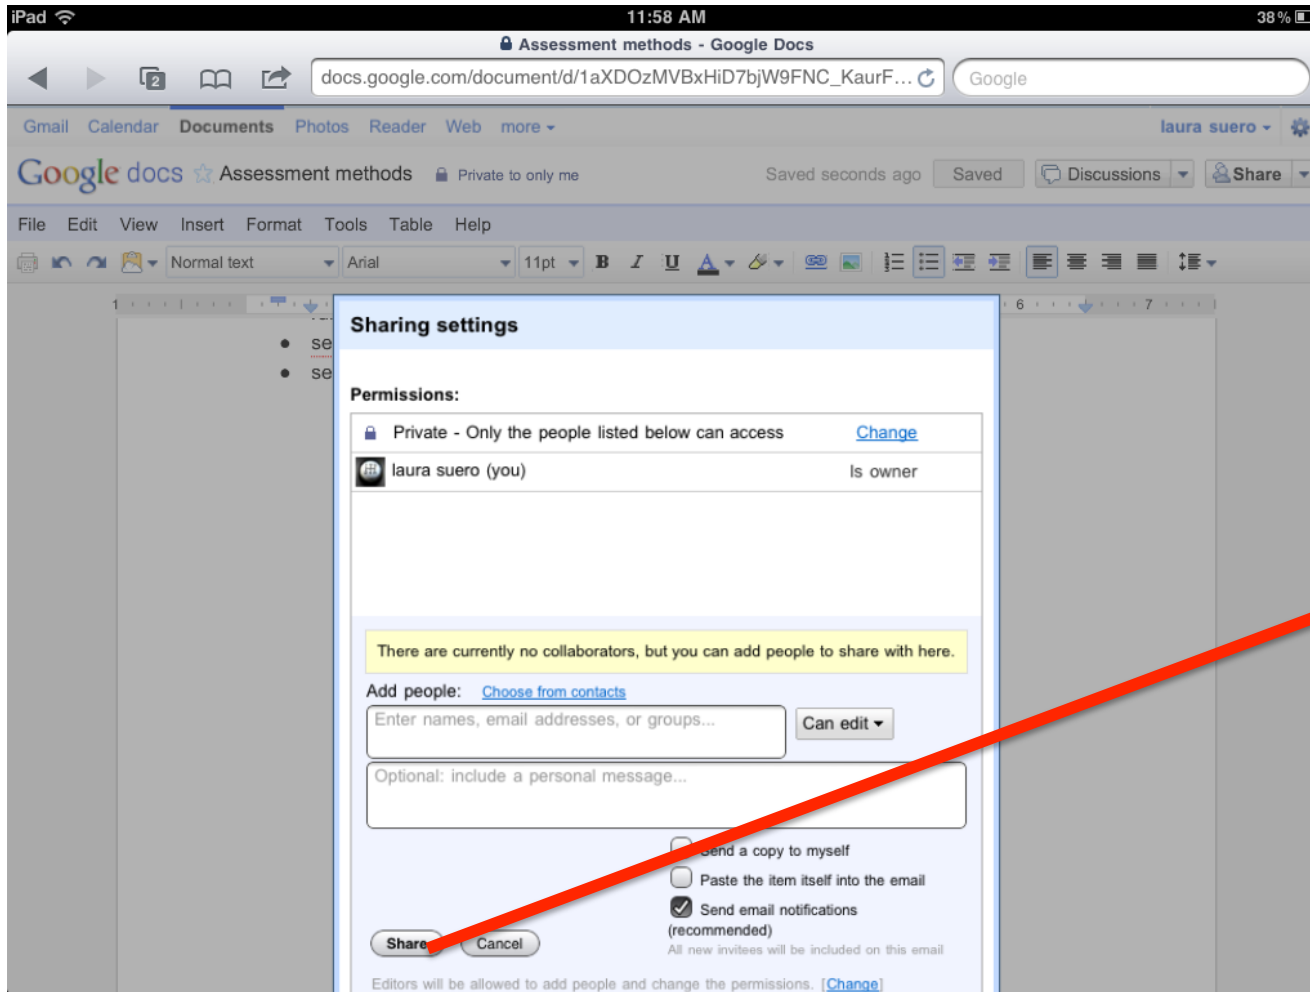 iPad 11:58 AM 38%
Assessment methods - Google Docs
2 docs.google.com/document/d/1aXDOzMVBxHiD7bjW9FNC_KaurF... Google
Gmail Calendar Documents Photos Reader Web more laura suero
Google docs Assessment methods Private to only me Saved seconds ago Saved Discussions Share
File Edit View Insert Format Tools Table Help
Normal text Arial 11pt B I U A
1 6 7
Sharing settings
se
se
Permissions:
Private - Only the people listed below can access Change
laura suero (you) Is owner
There are currently no collaborators, but you can add people to share with here.
Add people: Choose from contacts
Enter names, email addresses, or groups... Can edit
Optional: include a personal message...
Send a copy to myself
Paste the item itself into the email
Send email notifications
(recommended)
Share Cancel All new invitees will be included on this email
Editors will be allowed to add people and change the permissions. [Change]